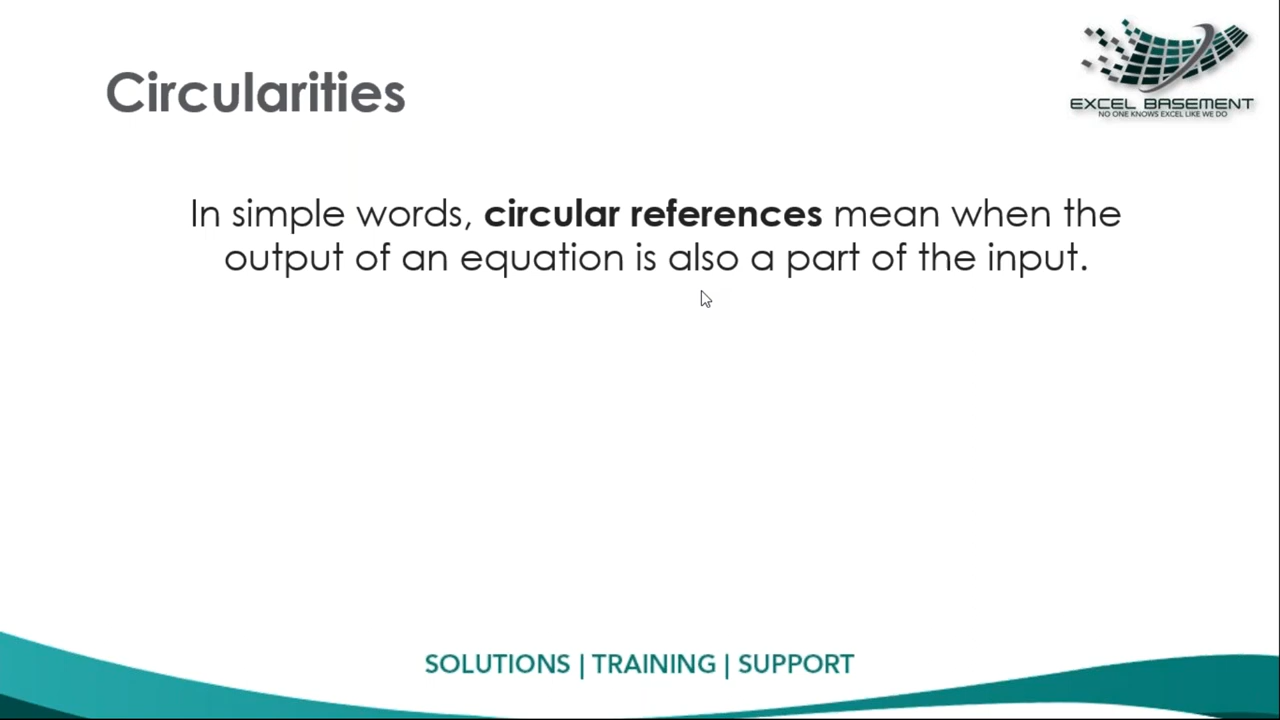 Circularities
EXCEL BASEMENT
NO ONE KNOWS EXCEL LIKE WE DO
In simple words, circular references mean when the
output of an equation is also a part of the input.
SOLUTIONS | TRAINING | SUPPORT